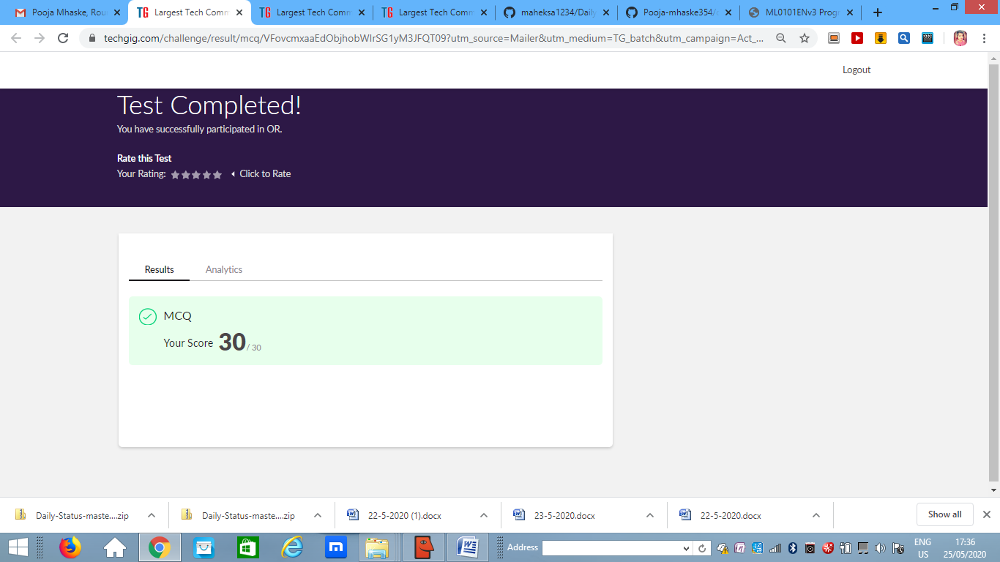 Pooja Mhaske, Rou
TG Largest Tech Comm
TG Largest Tech Comm
TG Largest Tech Comm
maheksa1234/Daily
Pooja-mhaske354/
ML0101ENv3 Prog
techgig.com/challenge/result/mcq/VFovcmxaaEdObjhobWIrSG1yM3JFQT09?utm_source=Mailer&utm_medium=TG_batch&utm_campaign=Act_...
Logout
Test Completed!
You have successfully participated in OR.
Rate this Test
Your Rating: Click to Rate
Results Analytics
MCQ
Your Score 30 / 30
Daily-Status-maste....zip
Daily-Status-maste....zip
22-5-2020 (1).docx
23-5-2020.docx
22-5-2020.docx
Show all
Address
ENG
US
17:36
25/05/2020